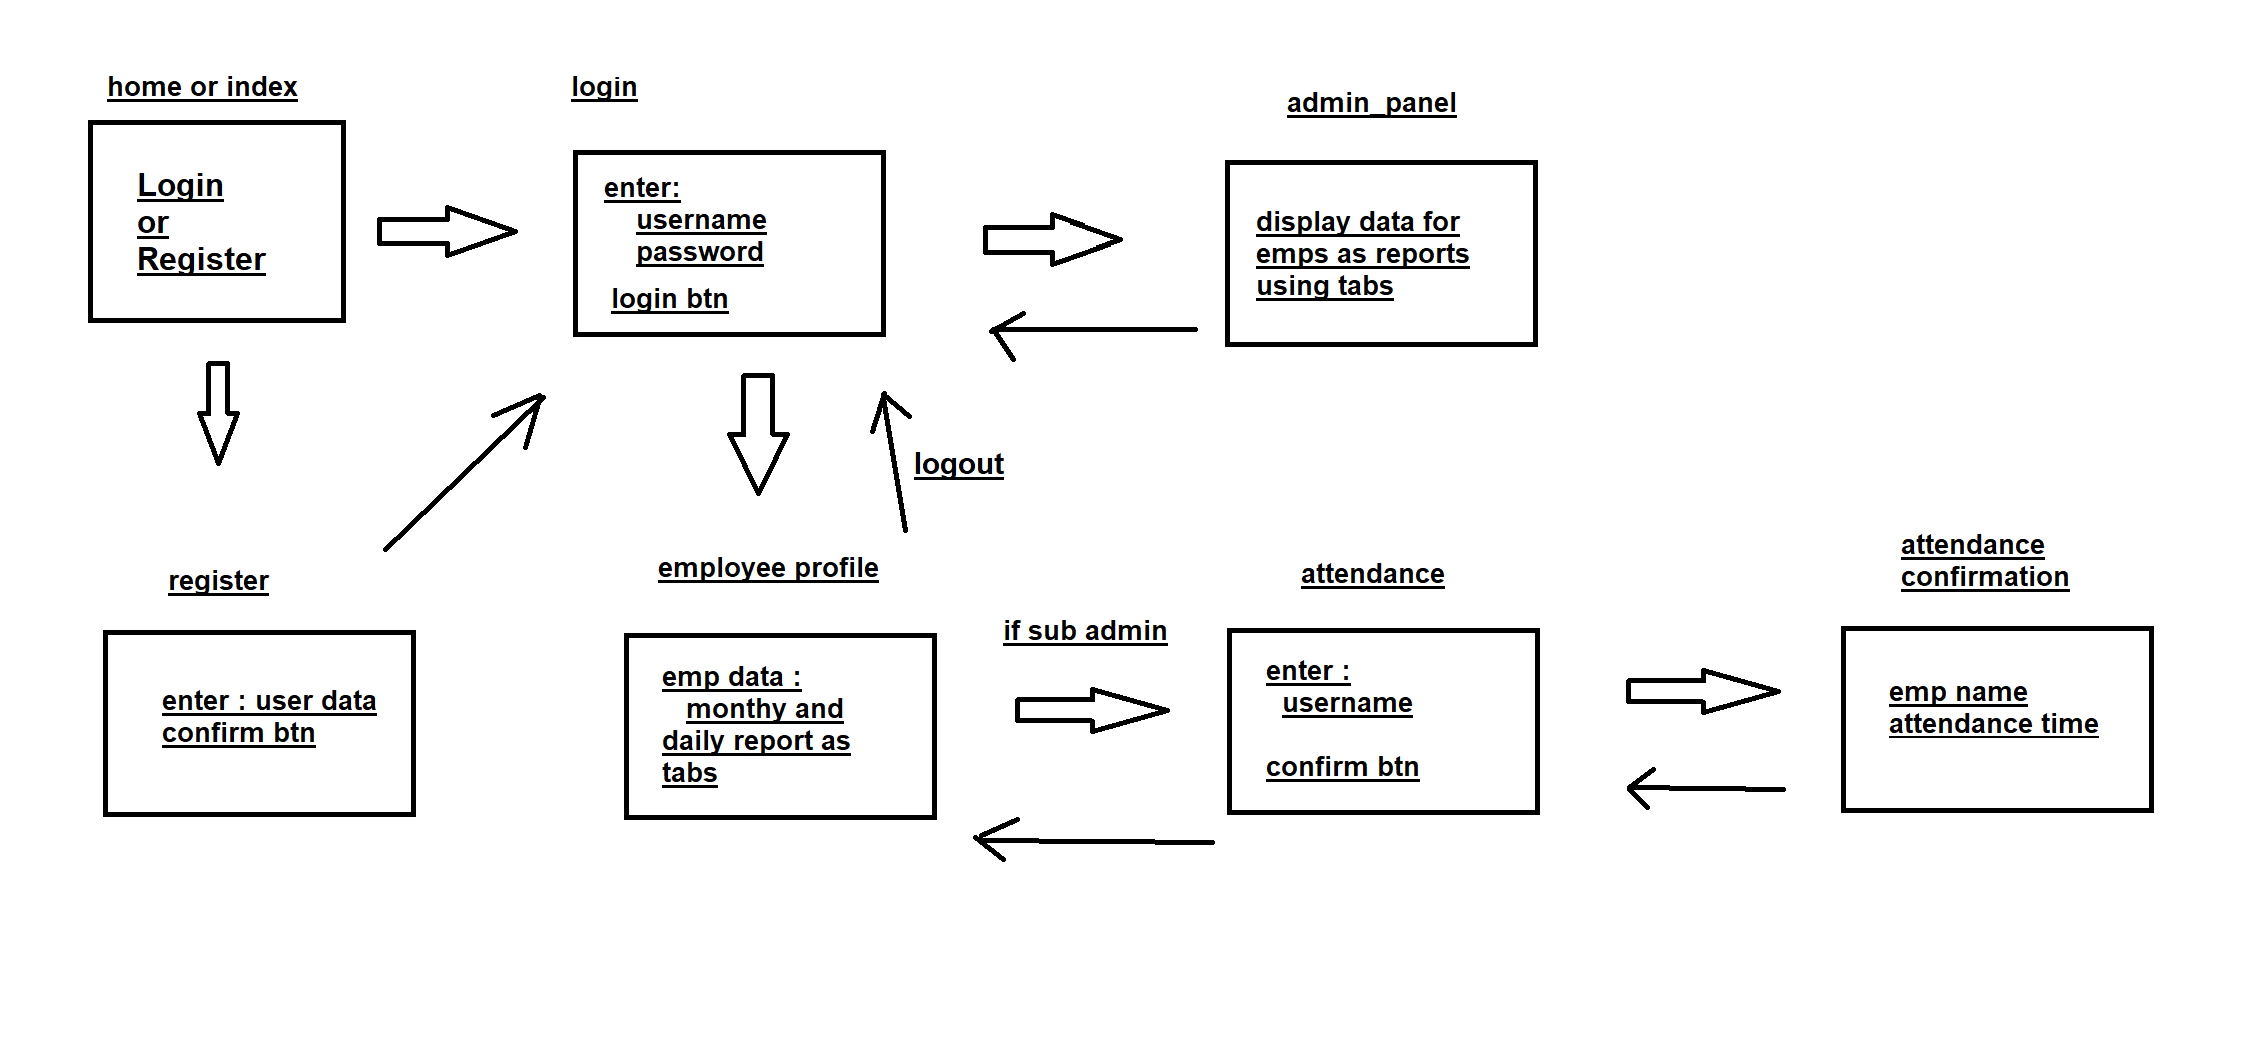 home or index
Login
or
Register
login
enter:
username
password
login btn
admin_panel
display data for
emps as reports
using tabs
logout
register
enter : user data
confirm btn
employee profile
emp data :
monthy and
daily report as
tabs
if sub admin
attendance
enter :
username
confirm btn
attendance
confirmation
emp name
attendance time